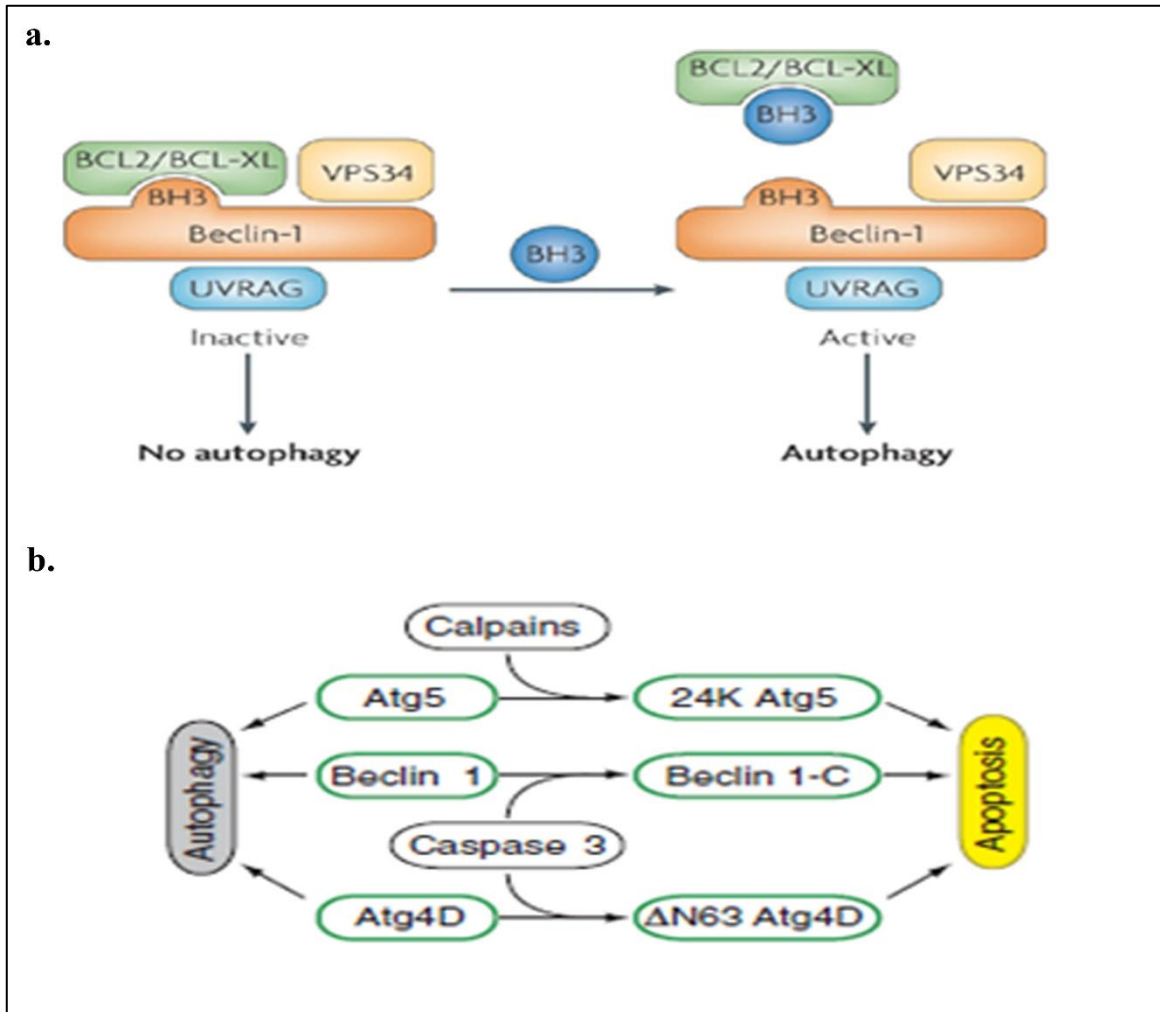 a.
BCL2/BCL-XL
BH3
BCL2/BCL-XL
VPS34
VPS34
BH3
BH3
Beclin-1
Beclin-1
BH3
UVRAG
UVRAG
Inactive
Active
No autophagy
Autophagy
b.
Calpains
Atg5
24K Atg5
Autophagy
Beclin 1
Beclin 1-C
Apoptosis
Caspase 3
Atg4D
ΔN63 Atg4D